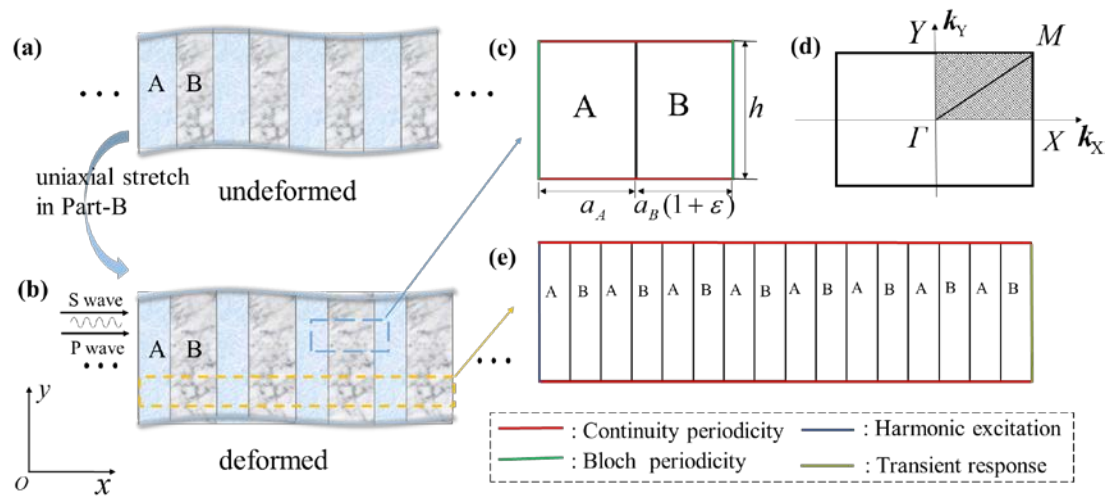 (a)
A B
• • •
• • •
undeformed
uniaxial stretch
in Part-B
(b)
S wave
P wave
• • •
A B
• • •
y
O
x
deformed
(c)
A
B
h
a_A
a_B(1 + ε)
(d)
Y
k_Y
M
Γ
X
k_X
(e)
A B A B A B A B A B A B A B A B
: Continuity periodicity
: Harmonic excitation
: Bloch periodicity
: Transient response